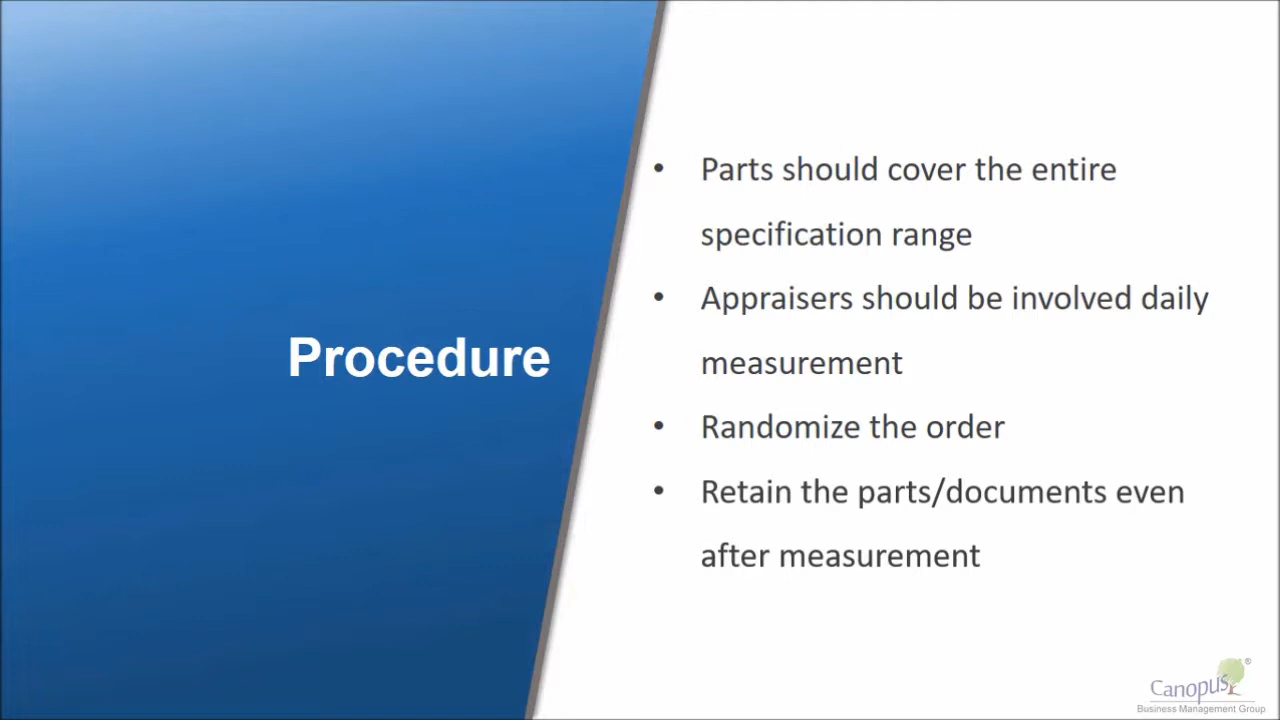 Procedure
• Parts should cover the entire
specification range
• Appraisers should be involved daily
measurement
• Randomize the order
• Retain the parts/documents even
after measurement
Canopus®
Business Management Group